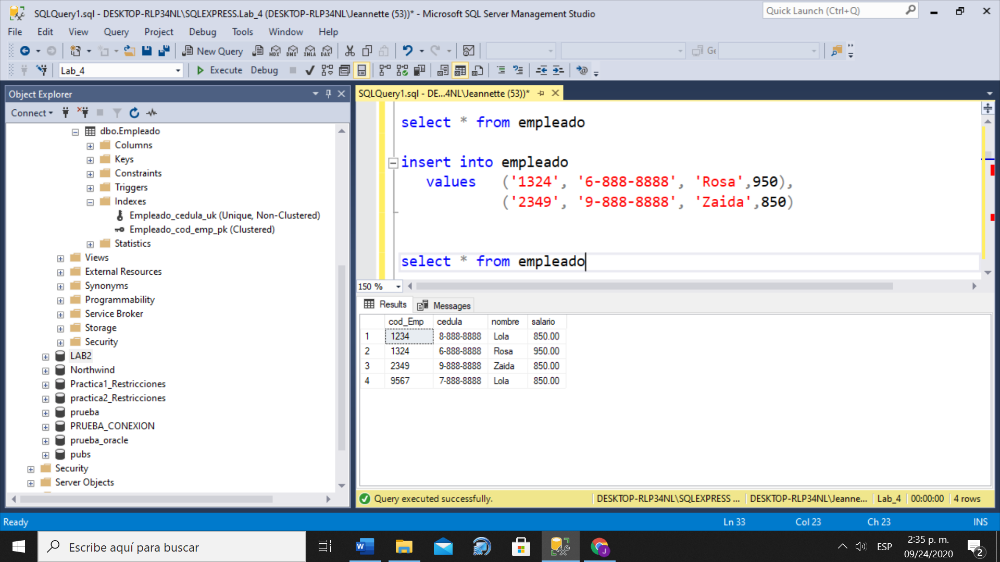 SQLQuery1.sql - DESKTOP-RLP34NL\SQLEXPRESS.Lab_4 (DESKTOP-RLP34NL\Jeannette (53))* - Microsoft SQL Server Management Studio
Quick Launch (Ctrl+Q)
File Edit View Query Project Debug Tools Window Help
New Query MDX DMX XMLA DAX
Lab_4 Execute Debug
Object Explorer
Connect
dbo.Empleado
Columns
Keys
Constraints
Triggers
Indexes
Empleado_cedula_uk (Unique, Non-Clustered)
Empleado_cod_emp_pk (Clustered)
Statistics
Views
External Resources
Synonyms
Programmability
Service Broker
Storage
Security
LAB2
Northwind
Practica1_Restricciones
practica2_Restricciones
prueba
PRUEBA_CONEXION
prueba_oracle
pubs
Security
Server Objects
SQLQuery1.sql - DE...4NL\Jeannette (53))*
select * from empleado
insert into empleado
values ('1324', '6-888-8888', 'Rosa',950),
('2349', '9-888-8888', 'Zaida',850)
select * from empleado
150 %
Results Messages
cod_Emp cedula nombre salario
1 1234 8-888-8888 Lola 850.00
2 1324 6-888-8888 Rosa 950.00
3 2349 9-888-8888 Zaida 850.00
4 9567 7-888-8888 Lola 850.00
Query executed successfully. DESKTOP-RLP34NL\SQLEXPRESS ... DESKTOP-RLP34NL\Jeanne... Lab_4 00:00:00 4 rows
Ready Ln 33 Col 23 Ch 23 INS
Escribe aquí para buscar
ESP
2:35 p. m.
09/24/2020
2